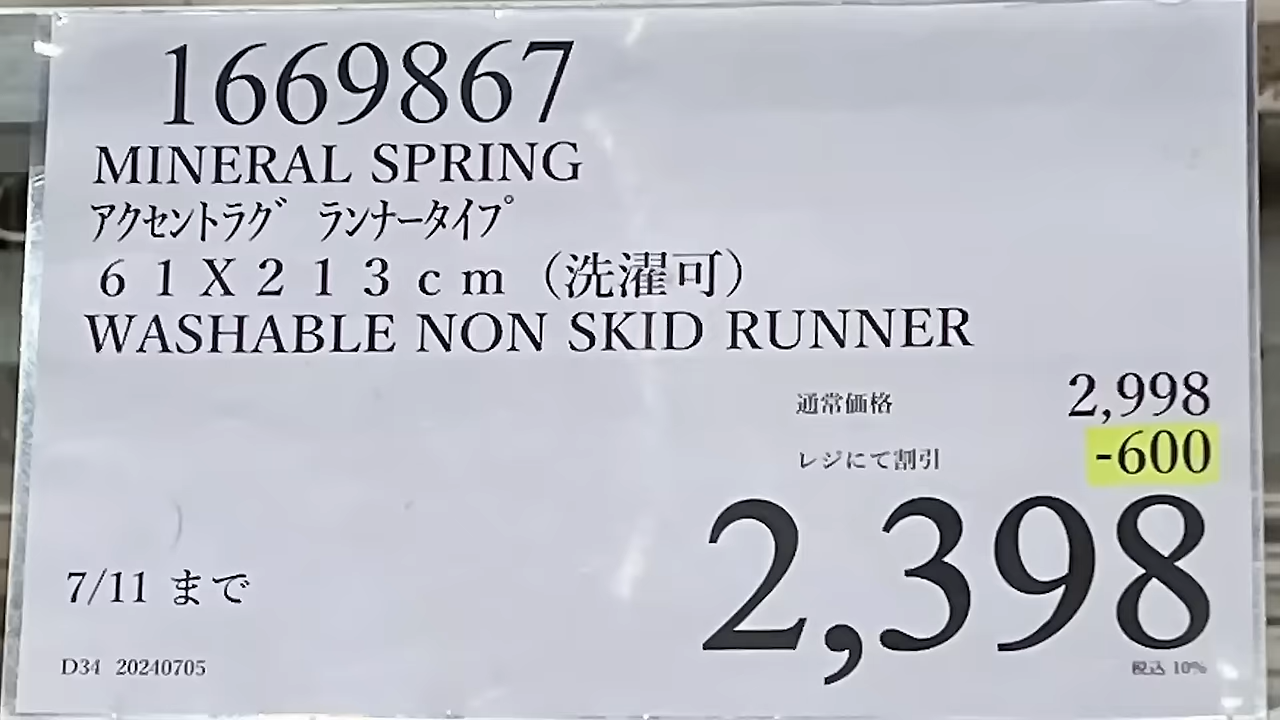 1669867
MINERAL SPRING
ｱｸｾﾝﾄﾗｸﾞ ﾗﾝﾅｰﾀｲﾌﾟ
６１Ｘ２１３ｃｍ（洗濯可）
WASHABLE NON SKID RUNNER
通常価格 2,998
レジにて割引 -600
2,398
7/11 まで
D34 20240705
税込 10%